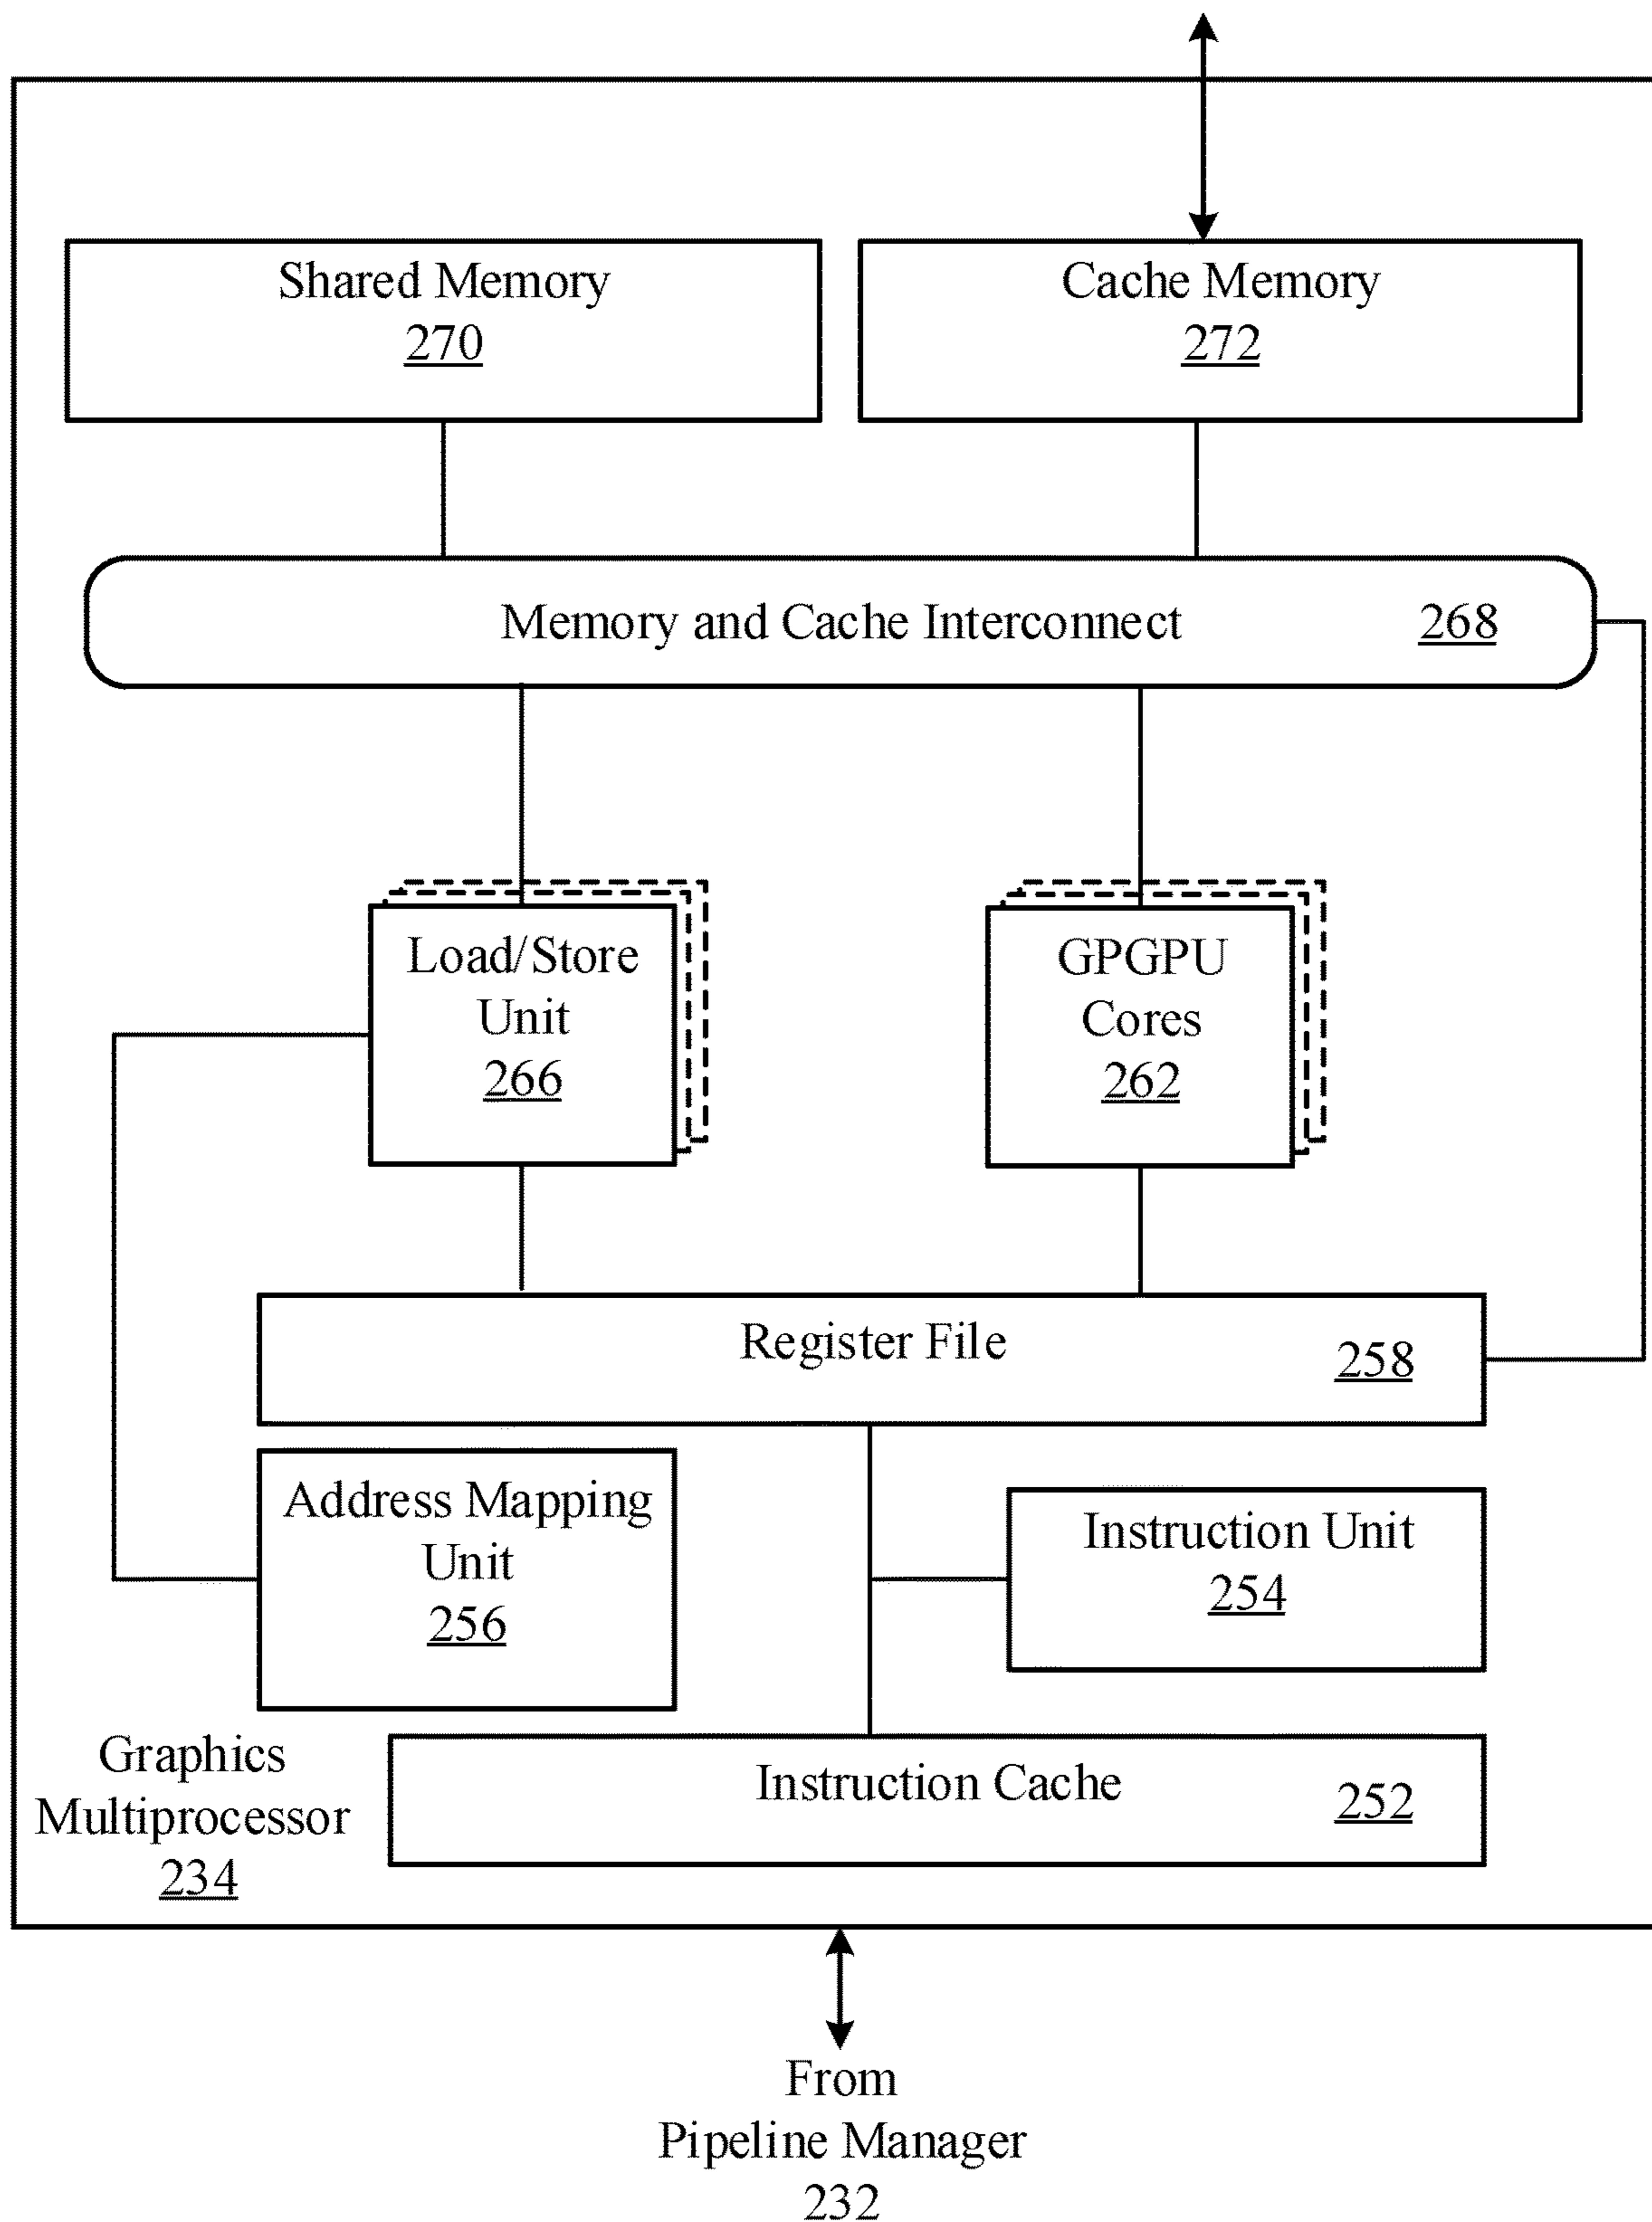 Shared Memory
270
Cache Memory
272
Memory and Cache Interconnect 268
Load/Store
Unit
266
GPGPU
Cores
262
Register File 258
Address Mapping
Unit
256
Instruction Unit
254
Graphics
Multiprocessor
234
Instruction Cache 252
From
Pipeline Manager
232